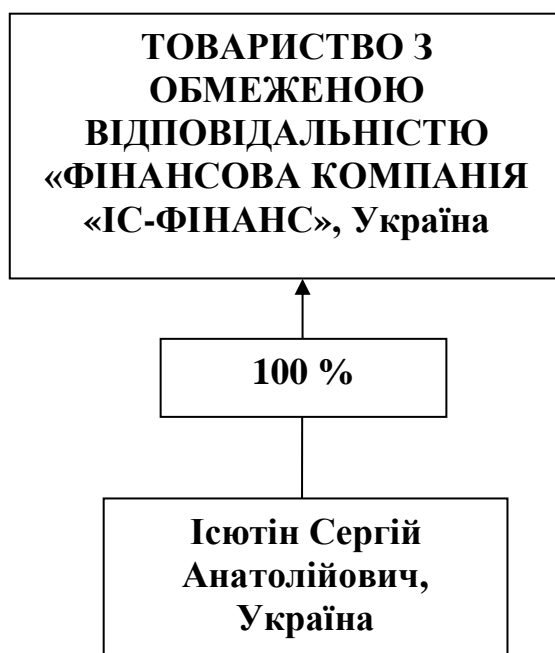 ТОВАРИСТВО З
ОБМЕЖЕНОЮ
ВІДПОВІДАЛЬНІСТЮ
«ФІНАНСОВА КОМПАНІЯ
«ІС-ФІНАНС», Україна
100 %
Ісютін Сергій
Анатолійович,
Україна